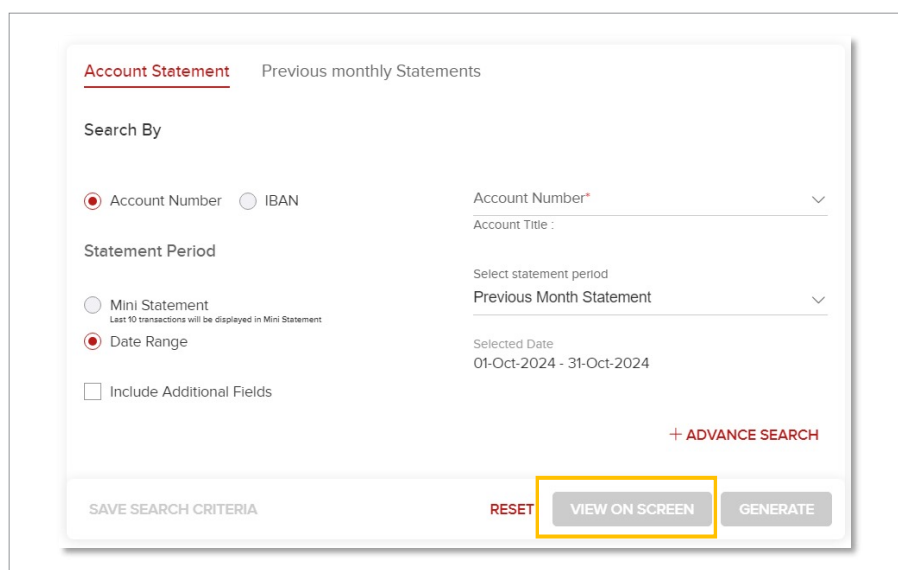 Account Statement Previous monthly Statements
Search By
Account Number IBAN
Account Number*
Account Title :
Statement Period
Select statement period
Previous Month Statement
Mini Statement
Last 10 transactions will be displayed in Mini Statement
Date Range
Selected Date
01-Oct-2024 - 31-Oct-2024
Include Additional Fields
+ ADVANCE SEARCH
SAVE SEARCH CRITERIA RESET VIEW ON SCREEN GENERATE